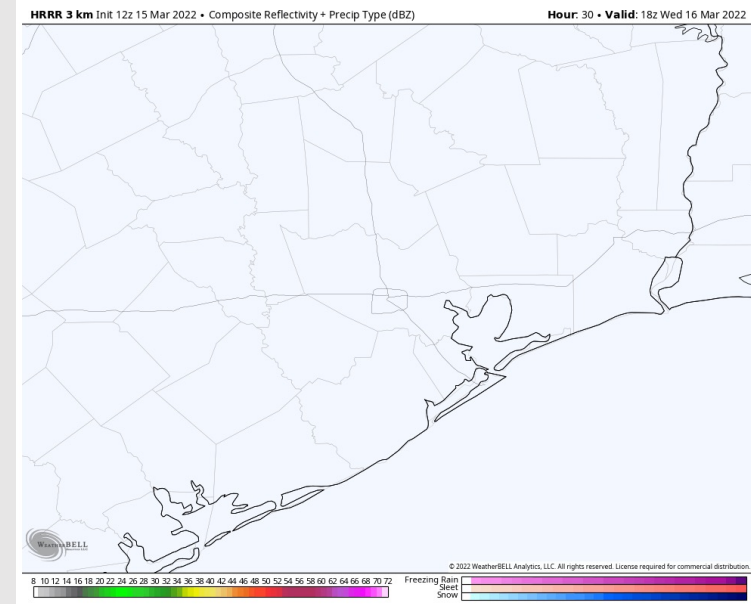 HRRR 3 km Init 12z 15 Mar 2022 • Composite Reflectivity + Precip Type (dBZ) Hour: 30 • Valid: 18z Wed 16 Mar 2022
WEATHERBELL
© 2022 WeatherBELL Analytics, LLC. All rights reserved. License required for commercial distribution.
8 10 12 14 16 18 20 22 24 26 28 30 32 34 36 38 40 42 44 46 48 50 52 54 56 58 60 62 64 66 68 70 72
Freezing Rain
Sleet
Snow